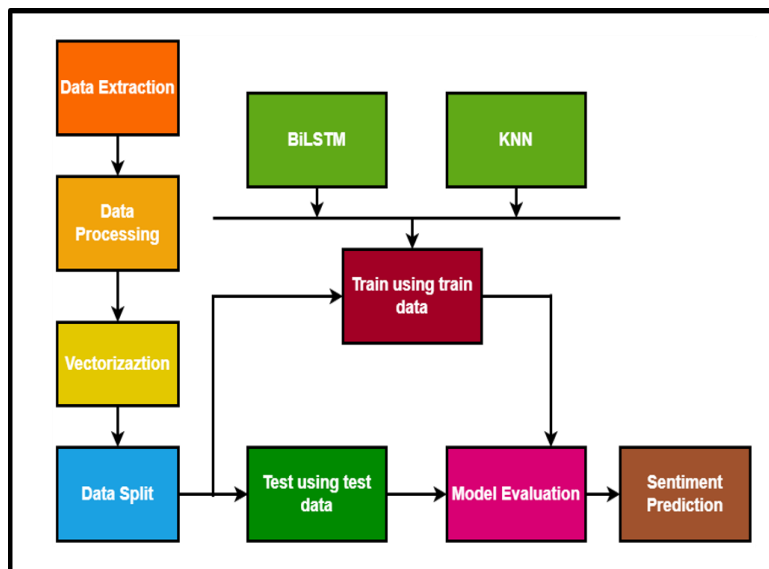 Data Extraction
BiLSTM
KNN
Data
Processing
Train using train
data
Vectorizaztion
Data Split
Test using test
data
Model Evaluation
Sentiment
Prediction